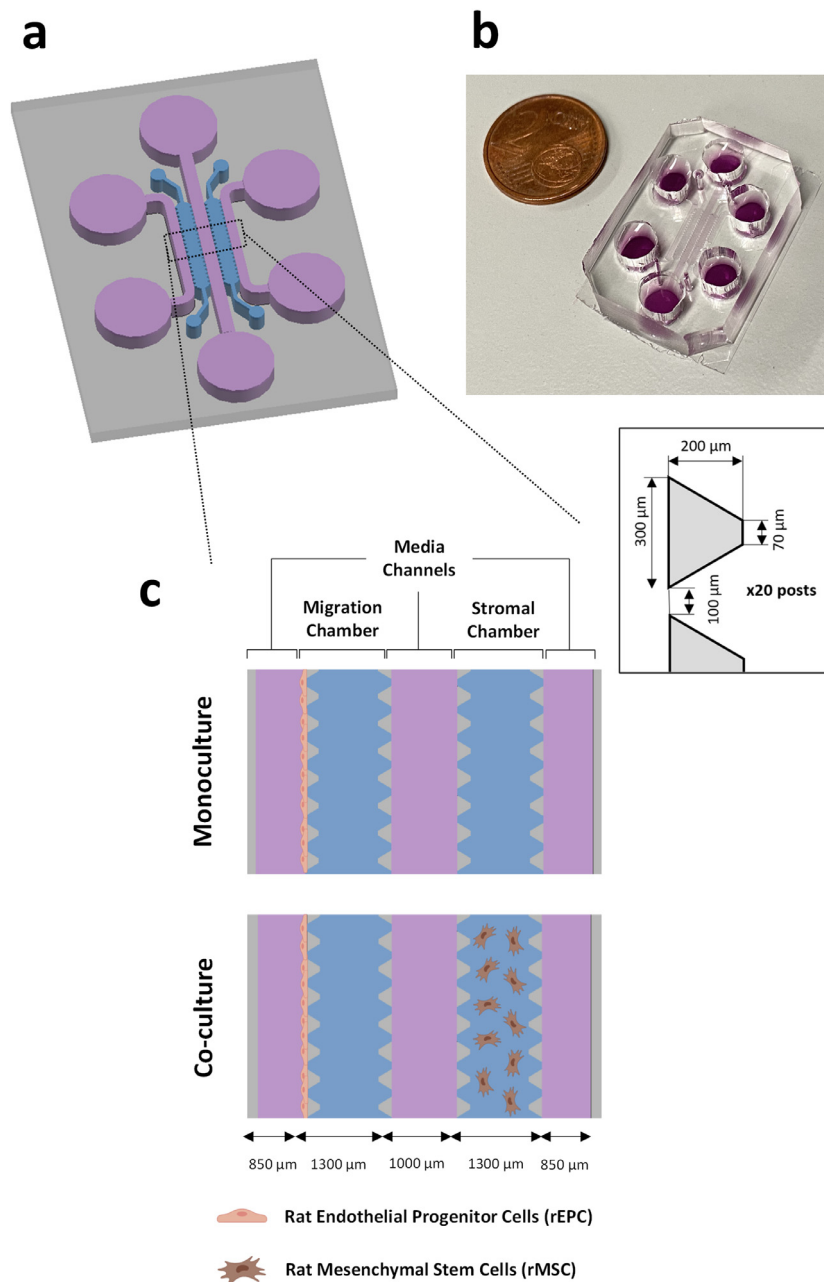 a
b
2
200 µm
300 µm
70 µm
100 µm
x20 posts
c
Media
Channels
Migration
Chamber
Stromal
Chamber
Monoculture
Co-culture
850 µm
1300 µm
1000 µm
1300 µm
850 µm
Rat Endothelial Progenitor Cells (rEPC)
Rat Mesenchymal Stem Cells (rMSC)